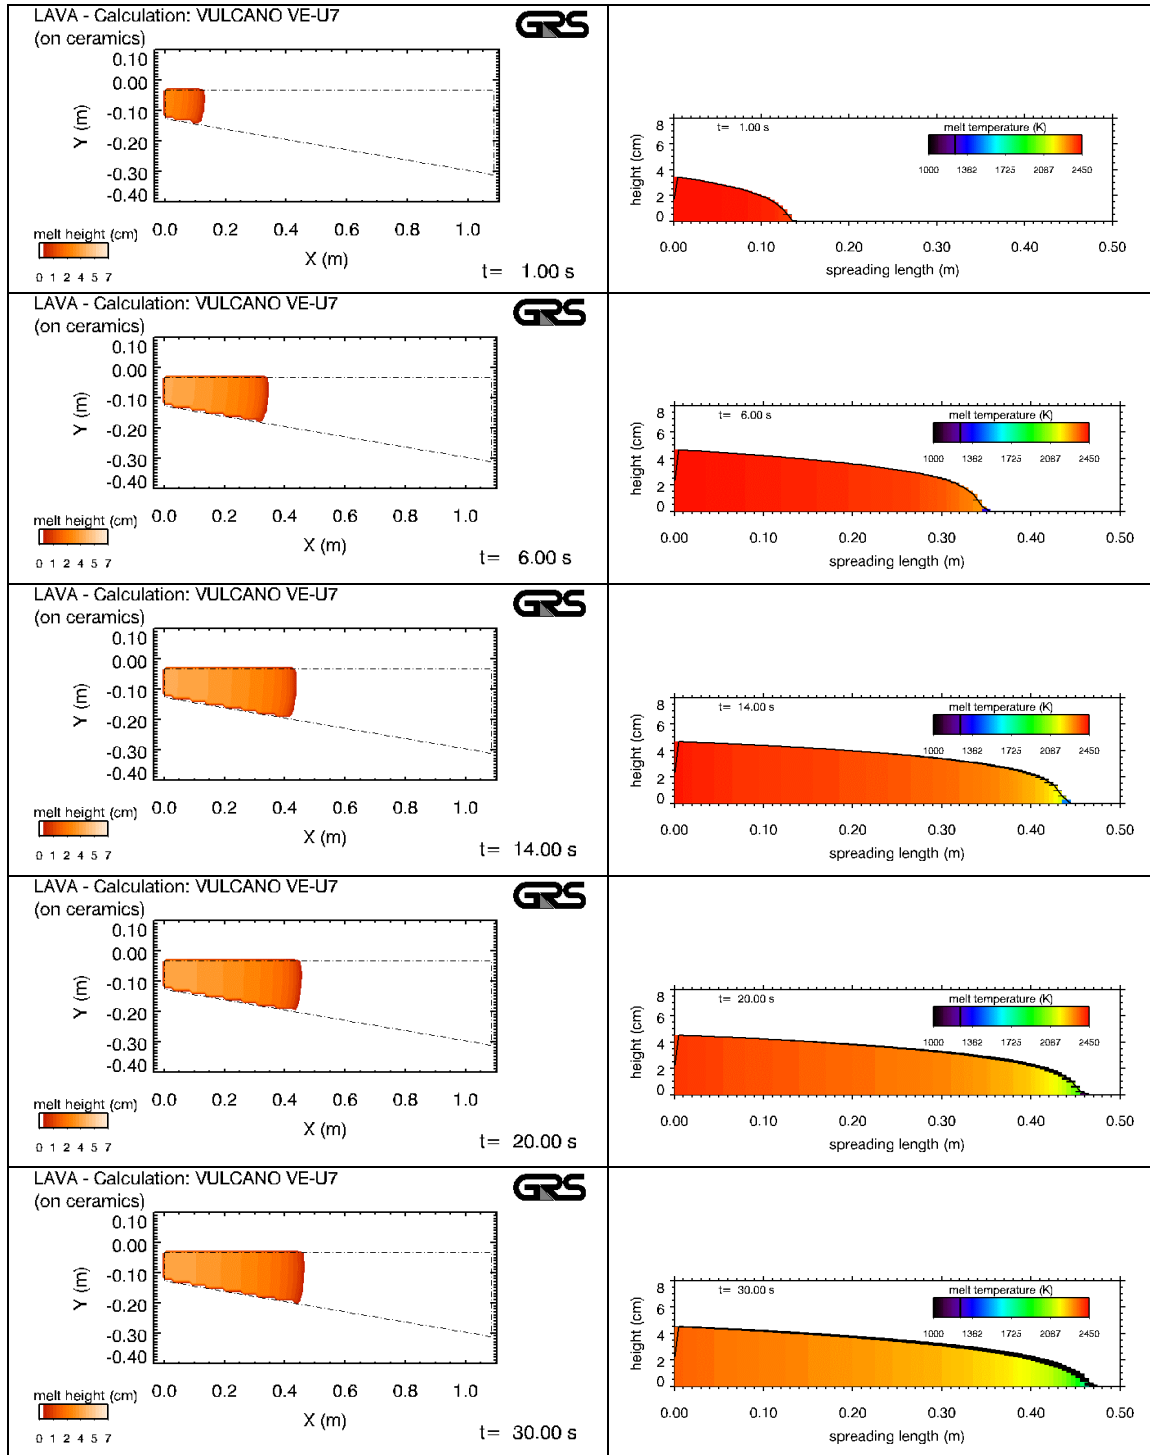 LAVA - Calculation: VULCANO VE-U7
(on ceramics)
GRS
0.10
0.00
-0.10
-0.20
-0.30
-0.40
Y (m)
0.0 0.2 0.4 0.6 0.8 1.0
X (m)
melt height (cm)
0 1 2 4 5 7
t= 1.00 s
t= 1.00 s
melt temperature (K)
1000 1362 1725 2087 2450
8
6
4
2
0
height (cm)
0.00 0.10 0.20 0.30 0.40 0.50
spreading length (m)
LAVA - Calculation: VULCANO VE-U7
(on ceramics)
GRS
0.10
0.00
-0.10
-0.20
-0.30
-0.40
Y (m)
0.0 0.2 0.4 0.6 0.8 1.0
X (m)
melt height (cm)
0 1 2 4 5 7
t= 6.00 s
t= 6.00 s
melt temperature (K)
1000 1362 1725 2087 2450
8
6
4
2
0
height (cm)
0.00 0.10 0.20 0.30 0.40 0.50
spreading length (m)
LAVA - Calculation: VULCANO VE-U7
(on ceramics)
GRS
0.10
0.00
-0.10
-0.20
-0.30
-0.40
Y (m)
0.0 0.2 0.4 0.6 0.8 1.0
X (m)
melt height (cm)
0 1 2 4 5 7
t= 14.00 s
t= 14.00 s
melt temperature (K)
1000 1362 1725 2087 2450
8
6
4
2
0
height (cm)
0.00 0.10 0.20 0.30 0.40 0.50
spreading length (m)
LAVA - Calculation: VULCANO VE-U7
(on ceramics)
GRS
0.10
0.00
-0.10
-0.20
-0.30
-0.40
Y (m)
0.0 0.2 0.4 0.6 0.8 1.0
X (m)
melt height (cm)
0 1 2 4 5 7
t= 20.00 s
t= 20.00 s
melt temperature (K)
1000 1362 1725 2087 2450
8
6
4
2
0
height (cm)
0.00 0.10 0.20 0.30 0.40 0.50
spreading length (m)
LAVA - Calculation: VULCANO VE-U7
(on ceramics)
GRS
0.10
0.00
-0.10
-0.20
-0.30
-0.40
Y (m)
0.0 0.2 0.4 0.6 0.8 1.0
X (m)
melt height (cm)
0 1 2 4 5 7
t= 30.00 s
t= 30.00 s
melt temperature (K)
1000 1362 1725 2087 2450
8
6
4
2
0
height (cm)
0.00 0.10 0.20 0.30 0.40 0.50
spreading length (m)